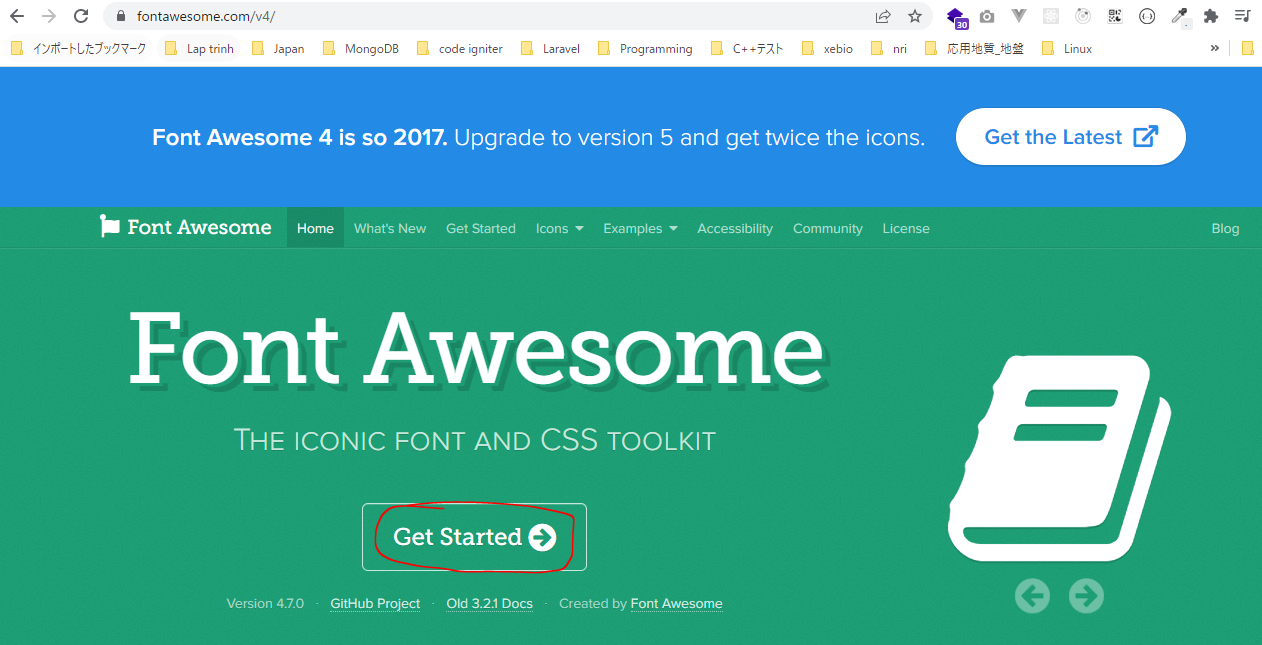 fontawesome.com/v4/
30
インポートしたブックマーク Lap trinh Japan MongoDB code igniter Laravel Programming C++テスト xebio nri 応用地質_地盤 Linux »
Font Awesome 4 is so 2017. Upgrade to version 5 and get twice the icons. Get the Latest
Font Awesome Home What's New Get Started Icons Examples Accessibility Community License Blog
Font Awesome
The iconic font and CSS toolkit
Get Started
Version 4.7.0 · GitHub Project · Old 3.2.1 Docs · Created by Font Awesome